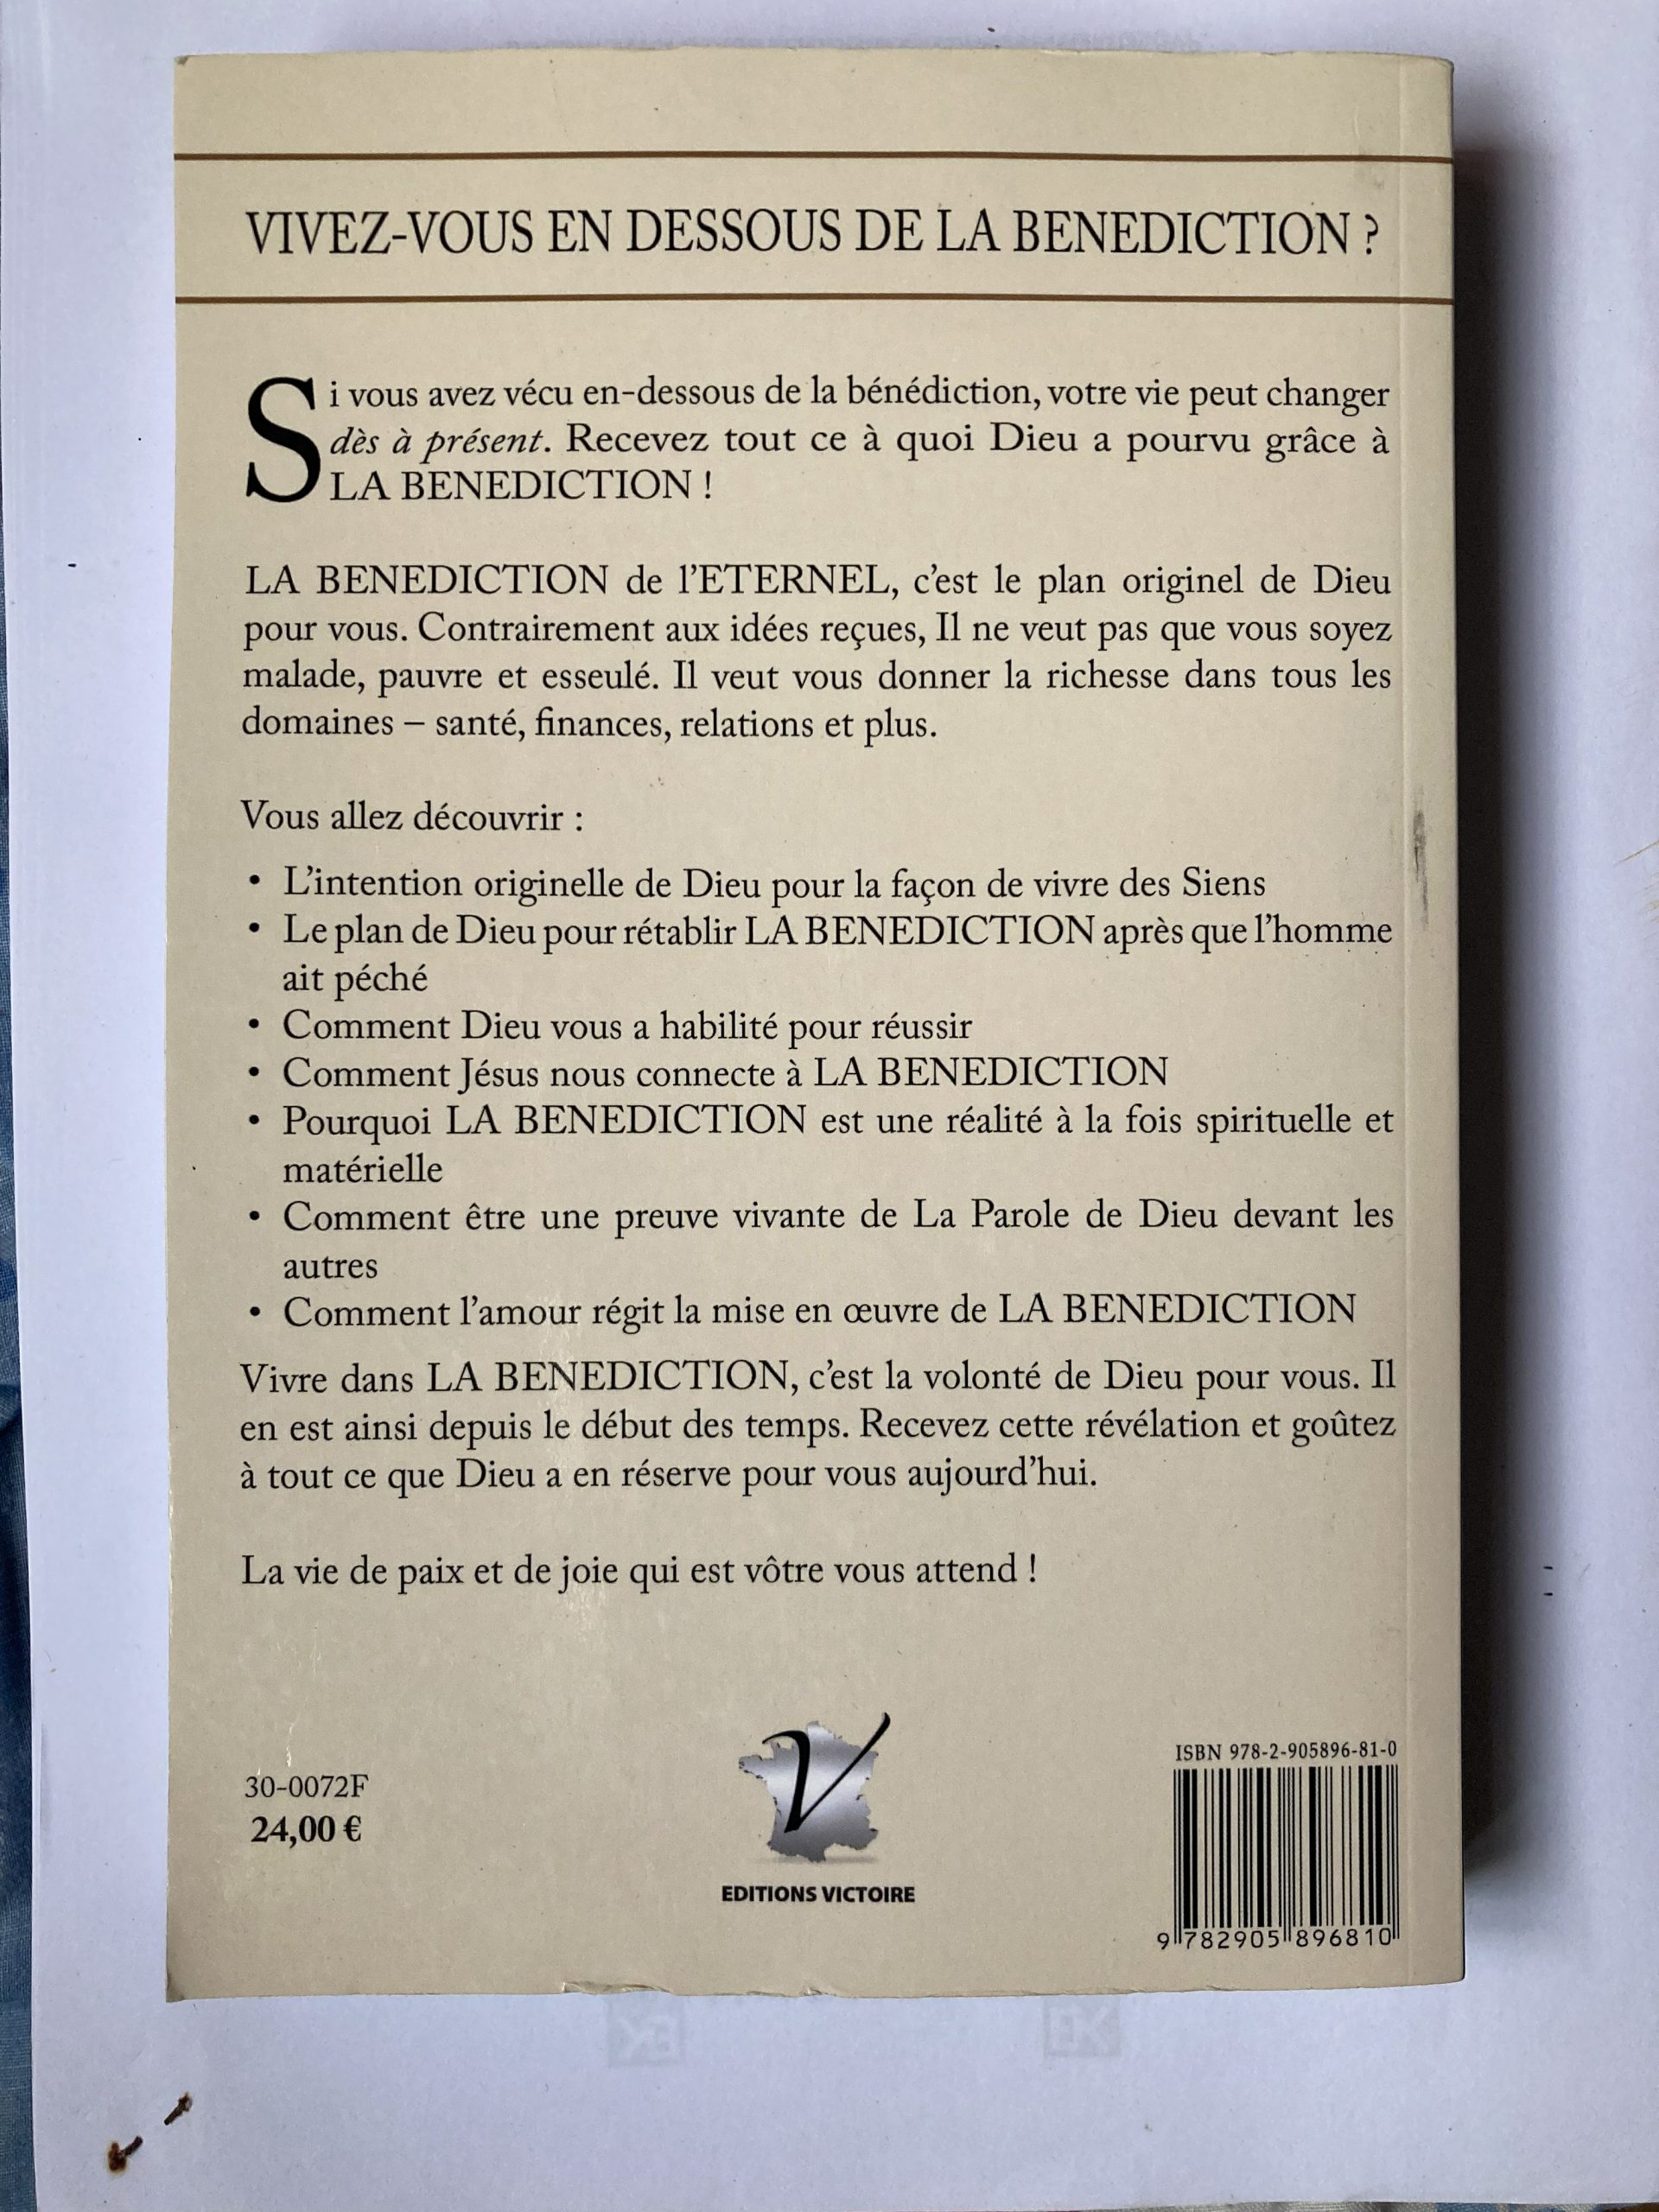 VIVEZ-VOUS EN DESSOUS DE LA BENEDICTION ?
Si vous avez vécu en-dessous de la bénédiction, votre vie peut changer
dès à présent. Recevez tout ce à quoi Dieu a pourvu grâce à
LA BENEDICTION !
LA BENEDICTION de l'ETERNEL, c'est le plan originel de Dieu
pour vous. Contrairement aux idées reçues, Il ne veut pas que vous soyez
malade, pauvre et esseulé. Il veut vous donner la richesse dans tous les
domaines – santé, finances, relations et plus.
Vous allez découvrir :
• L'intention originelle de Dieu pour la façon de vivre des Siens
• Le plan de Dieu pour rétablir LA BENEDICTION après que l'homme
ait péché
• Comment Dieu vous a habilité pour réussir
• Comment Jésus nous connecte à LA BENEDICTION
• Pourquoi LA BENEDICTION est une réalité à la fois spirituelle et
matérielle
• Comment être une preuve vivante de La Parole de Dieu devant les
autres
• Comment l'amour régit la mise en œuvre de LA BENEDICTION
Vivre dans LA BENEDICTION, c'est la volonté de Dieu pour vous. Il
en est ainsi depuis le début des temps. Recevez cette révélation et goûtez
à tout ce que Dieu a en réserve pour vous aujourd'hui.
La vie de paix et de joie qui est vôtre vous attend !
30-0072F
24,00 €
V
EDITIONS VICTOIRE
ISBN 978-2-905896-81-0
9 782905 896810